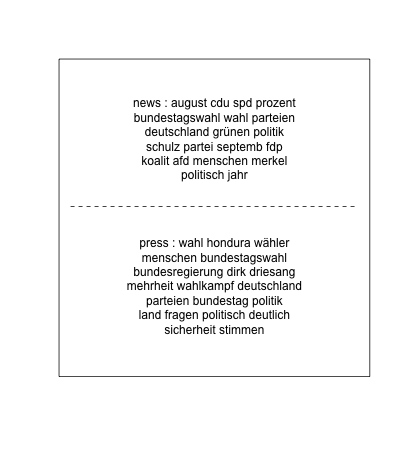 news : august cdu spd prozent
bundestagswahl wahl parteien
deutschland grünen politik
schulz partei septemb fdp
koalit afd menschen merkel
politisch jahr
press : wahl hondura wähler
menschen bundestagswahl
bundesregierung dirk driesang
mehrheit wahlkampf deutschland
parteien bundestag politik
land fragen politisch deutlich
sicherheit stimmen